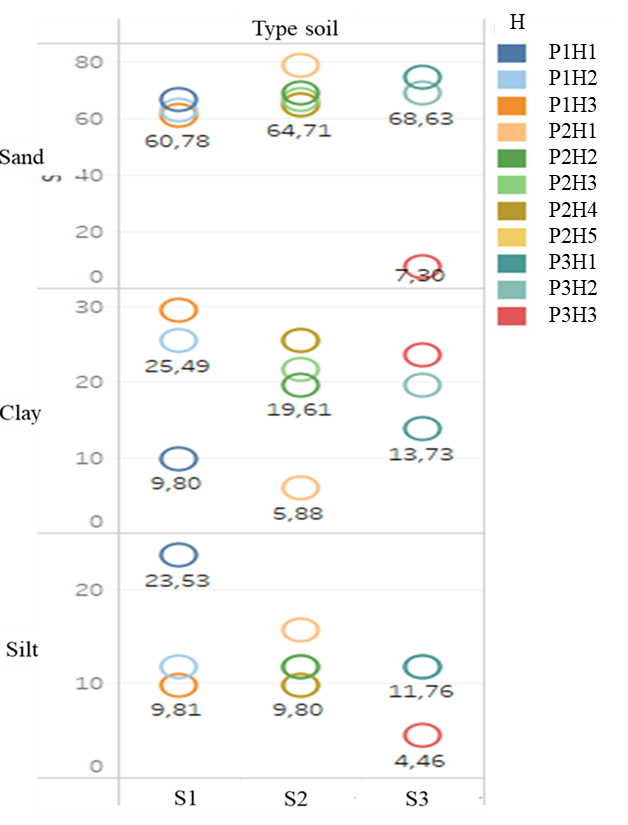 Type soil
H
P1H1
P1H2
P1H3
P2H1
P2H2
P2H3
P2H4
P2H5
P3H1
P3H2
P3H3
Sand
80
60
40
20
0
60,78
64,71
68,63
7,30
Clay
30
20
10
0
25,49
19,61
13,73
9,80
5,88
Silt
20
10
0
23,53
11,76
9,81
9,80
4,46
S1
S2
S3